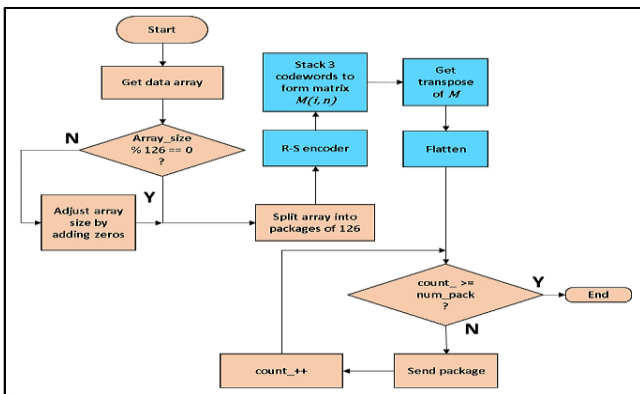 Start
Get data array
Array_size
% 126 == 0
?
N
Y
Adjust array
size by
adding zeros
Split array into
packages of 126
R-S encoder
Stack 3
codewords to
form matrix
M(i, n)
Get
transpose
of M
Flatten
count_ >=
num_pack
?
Y
End
N
Send package
count_++